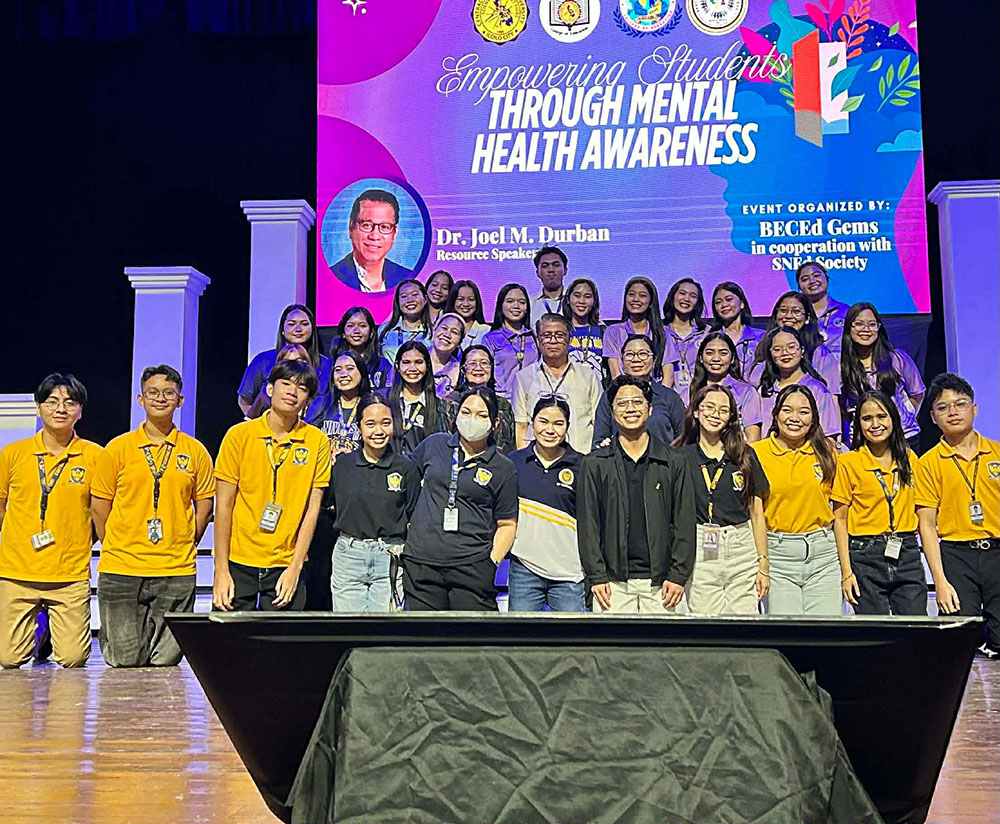 Empowering Students
THROUGH MENTAL
HEALTH AWARENESS
Dr. Joel M. Durban
Resource Speaker
EVENT ORGANIZED BY:
BECEd Gems
in cooperation with
SNEd Society